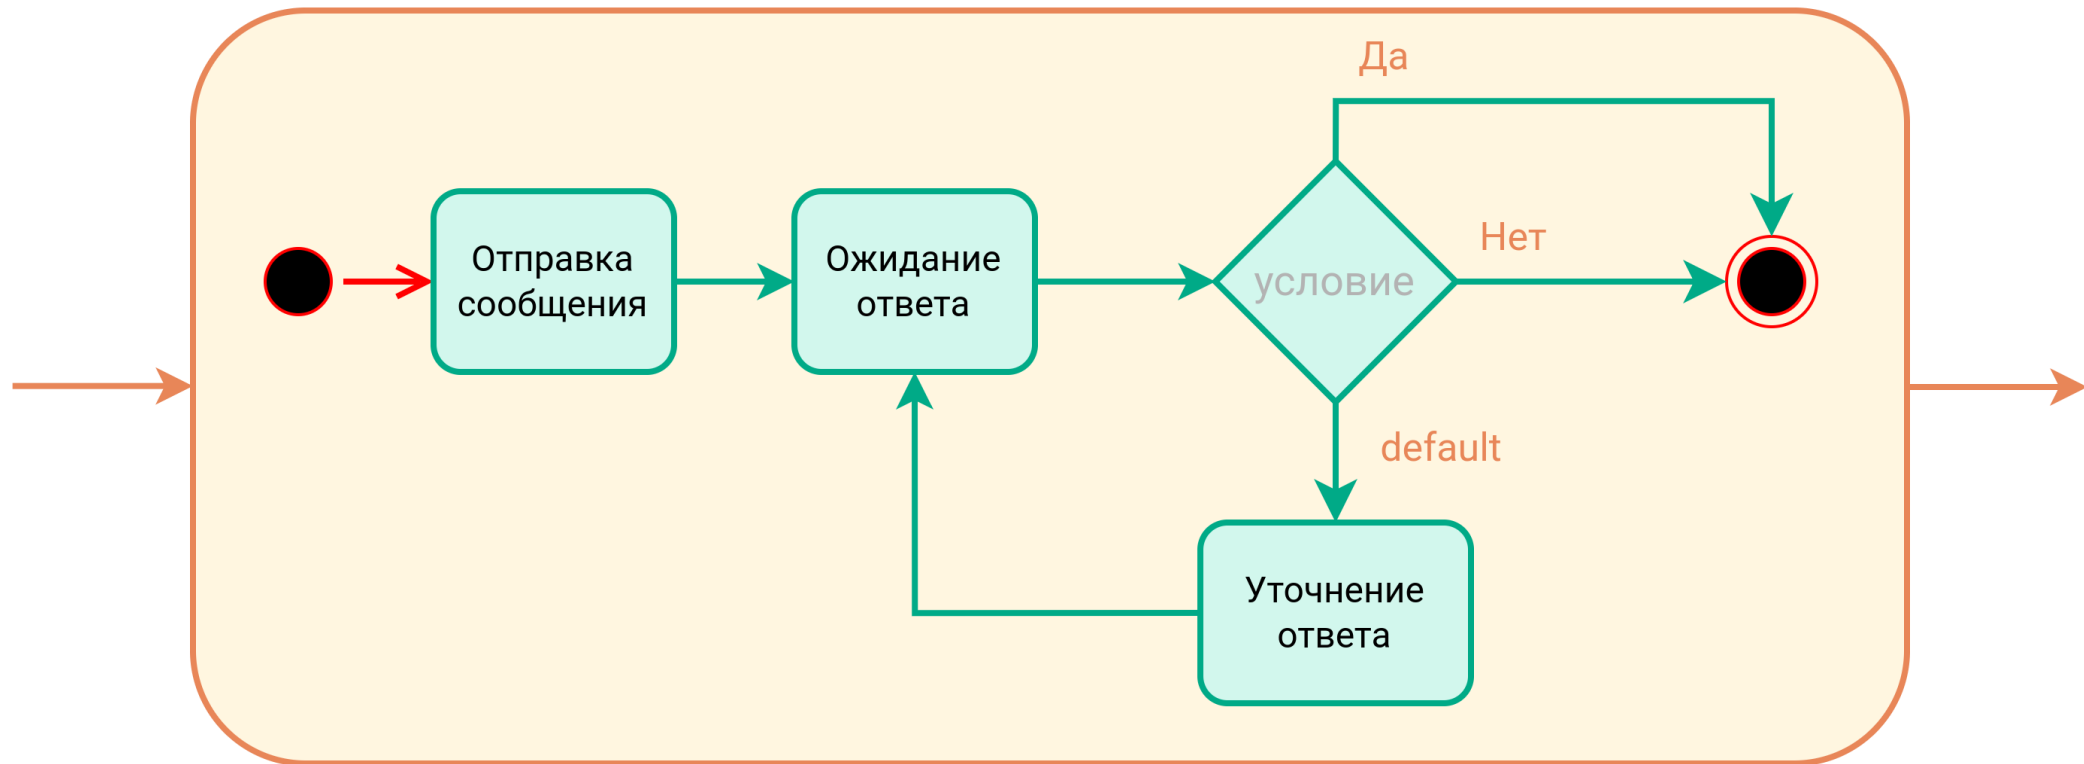 Да
Отправка
сообщения
Ожидание
ответа
условие
Нет
default
Уточнение
ответа